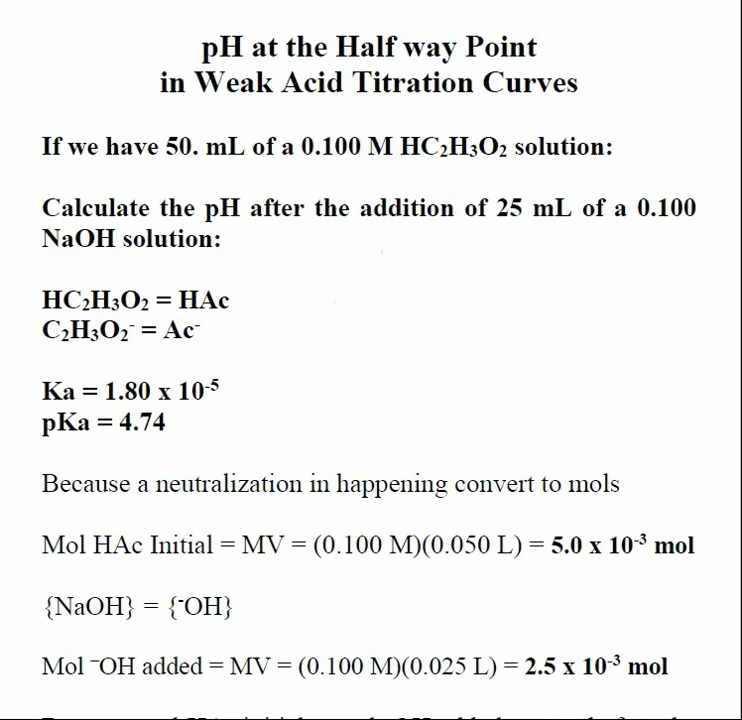 pH at the Half way Point
in Weak Acid Titration Curves
If we have 50. mL of a 0.100 M HC₂H₃O₂ solution:
Calculate the pH after the addition of 25 mL of a 0.100
NaOH solution:
HC₂H₃O₂ = HAc
C₂H₃O₂⁻ = Ac⁻
Ka = 1.80 x 10⁻⁵
pKa = 4.74
Because a neutralization in happening convert to mols
Mol HAc Initial = MV = (0.100 M)(0.050 L) = 5.0 x 10⁻³ mol
{NaOH} = {⁻OH}
Mol ⁻OH added = MV = (0.100 M)(0.025 L) = 2.5 x 10⁻³ mol